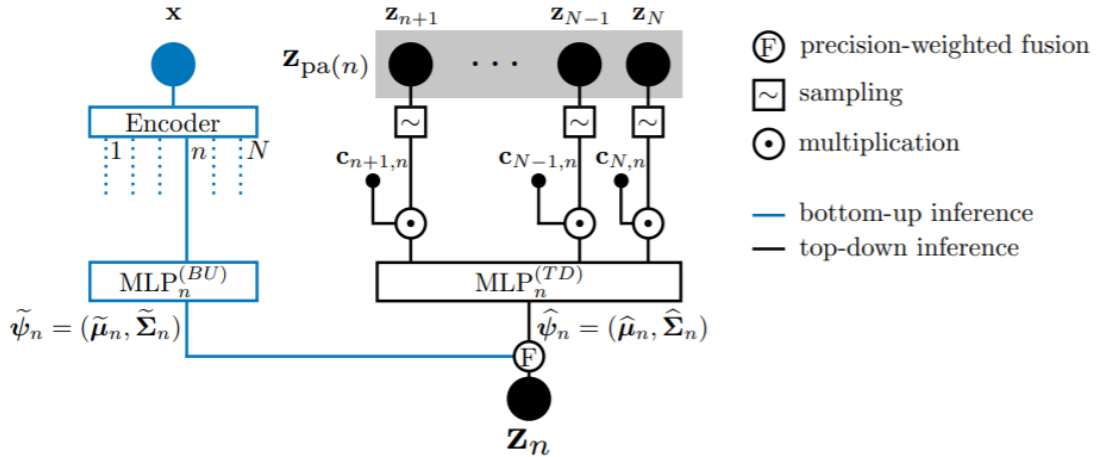 x
z_{n+1} z_{N−1} z_N
z_{pa(n)} · · ·
Encoder
1 n N
∼ ∼ ∼
c_{n+1,n} c_{N−1,n} c_{N,n}
MLP_n^{(BU)} MLP_n^{(TD)}
ψ̃_n = (μ̃_n, Σ̃_n) ψ̂_n = (μ̂_n, Σ̂_n)
F
z_n
F precision-weighted fusion
∼ sampling
multiplication
bottom-up inference
top-down inference